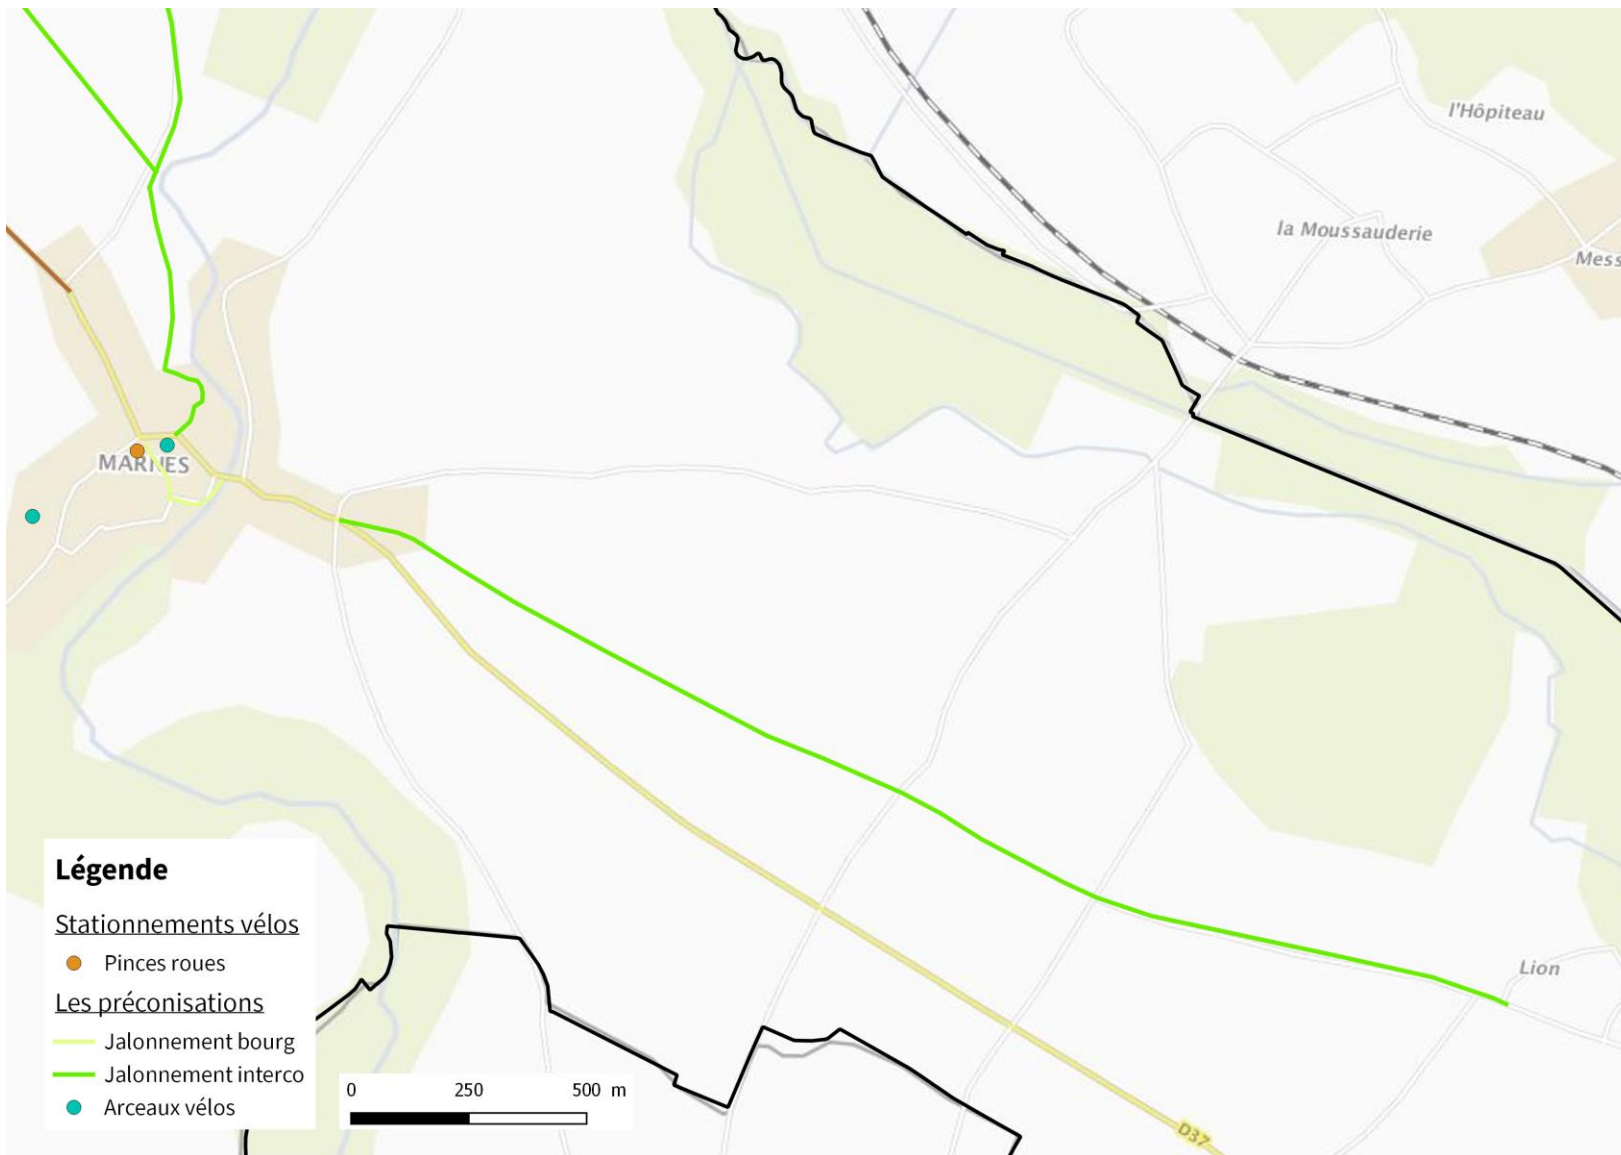 l'Hôpiteau
la Moussauderie
Mess
MARNES
Lion
D37
Légende
Stationnements vélos
Pinces roues
Les préconisations
Jalonnement bourg
Jalonnement interco
Arceaux vélos
0 250 500 m